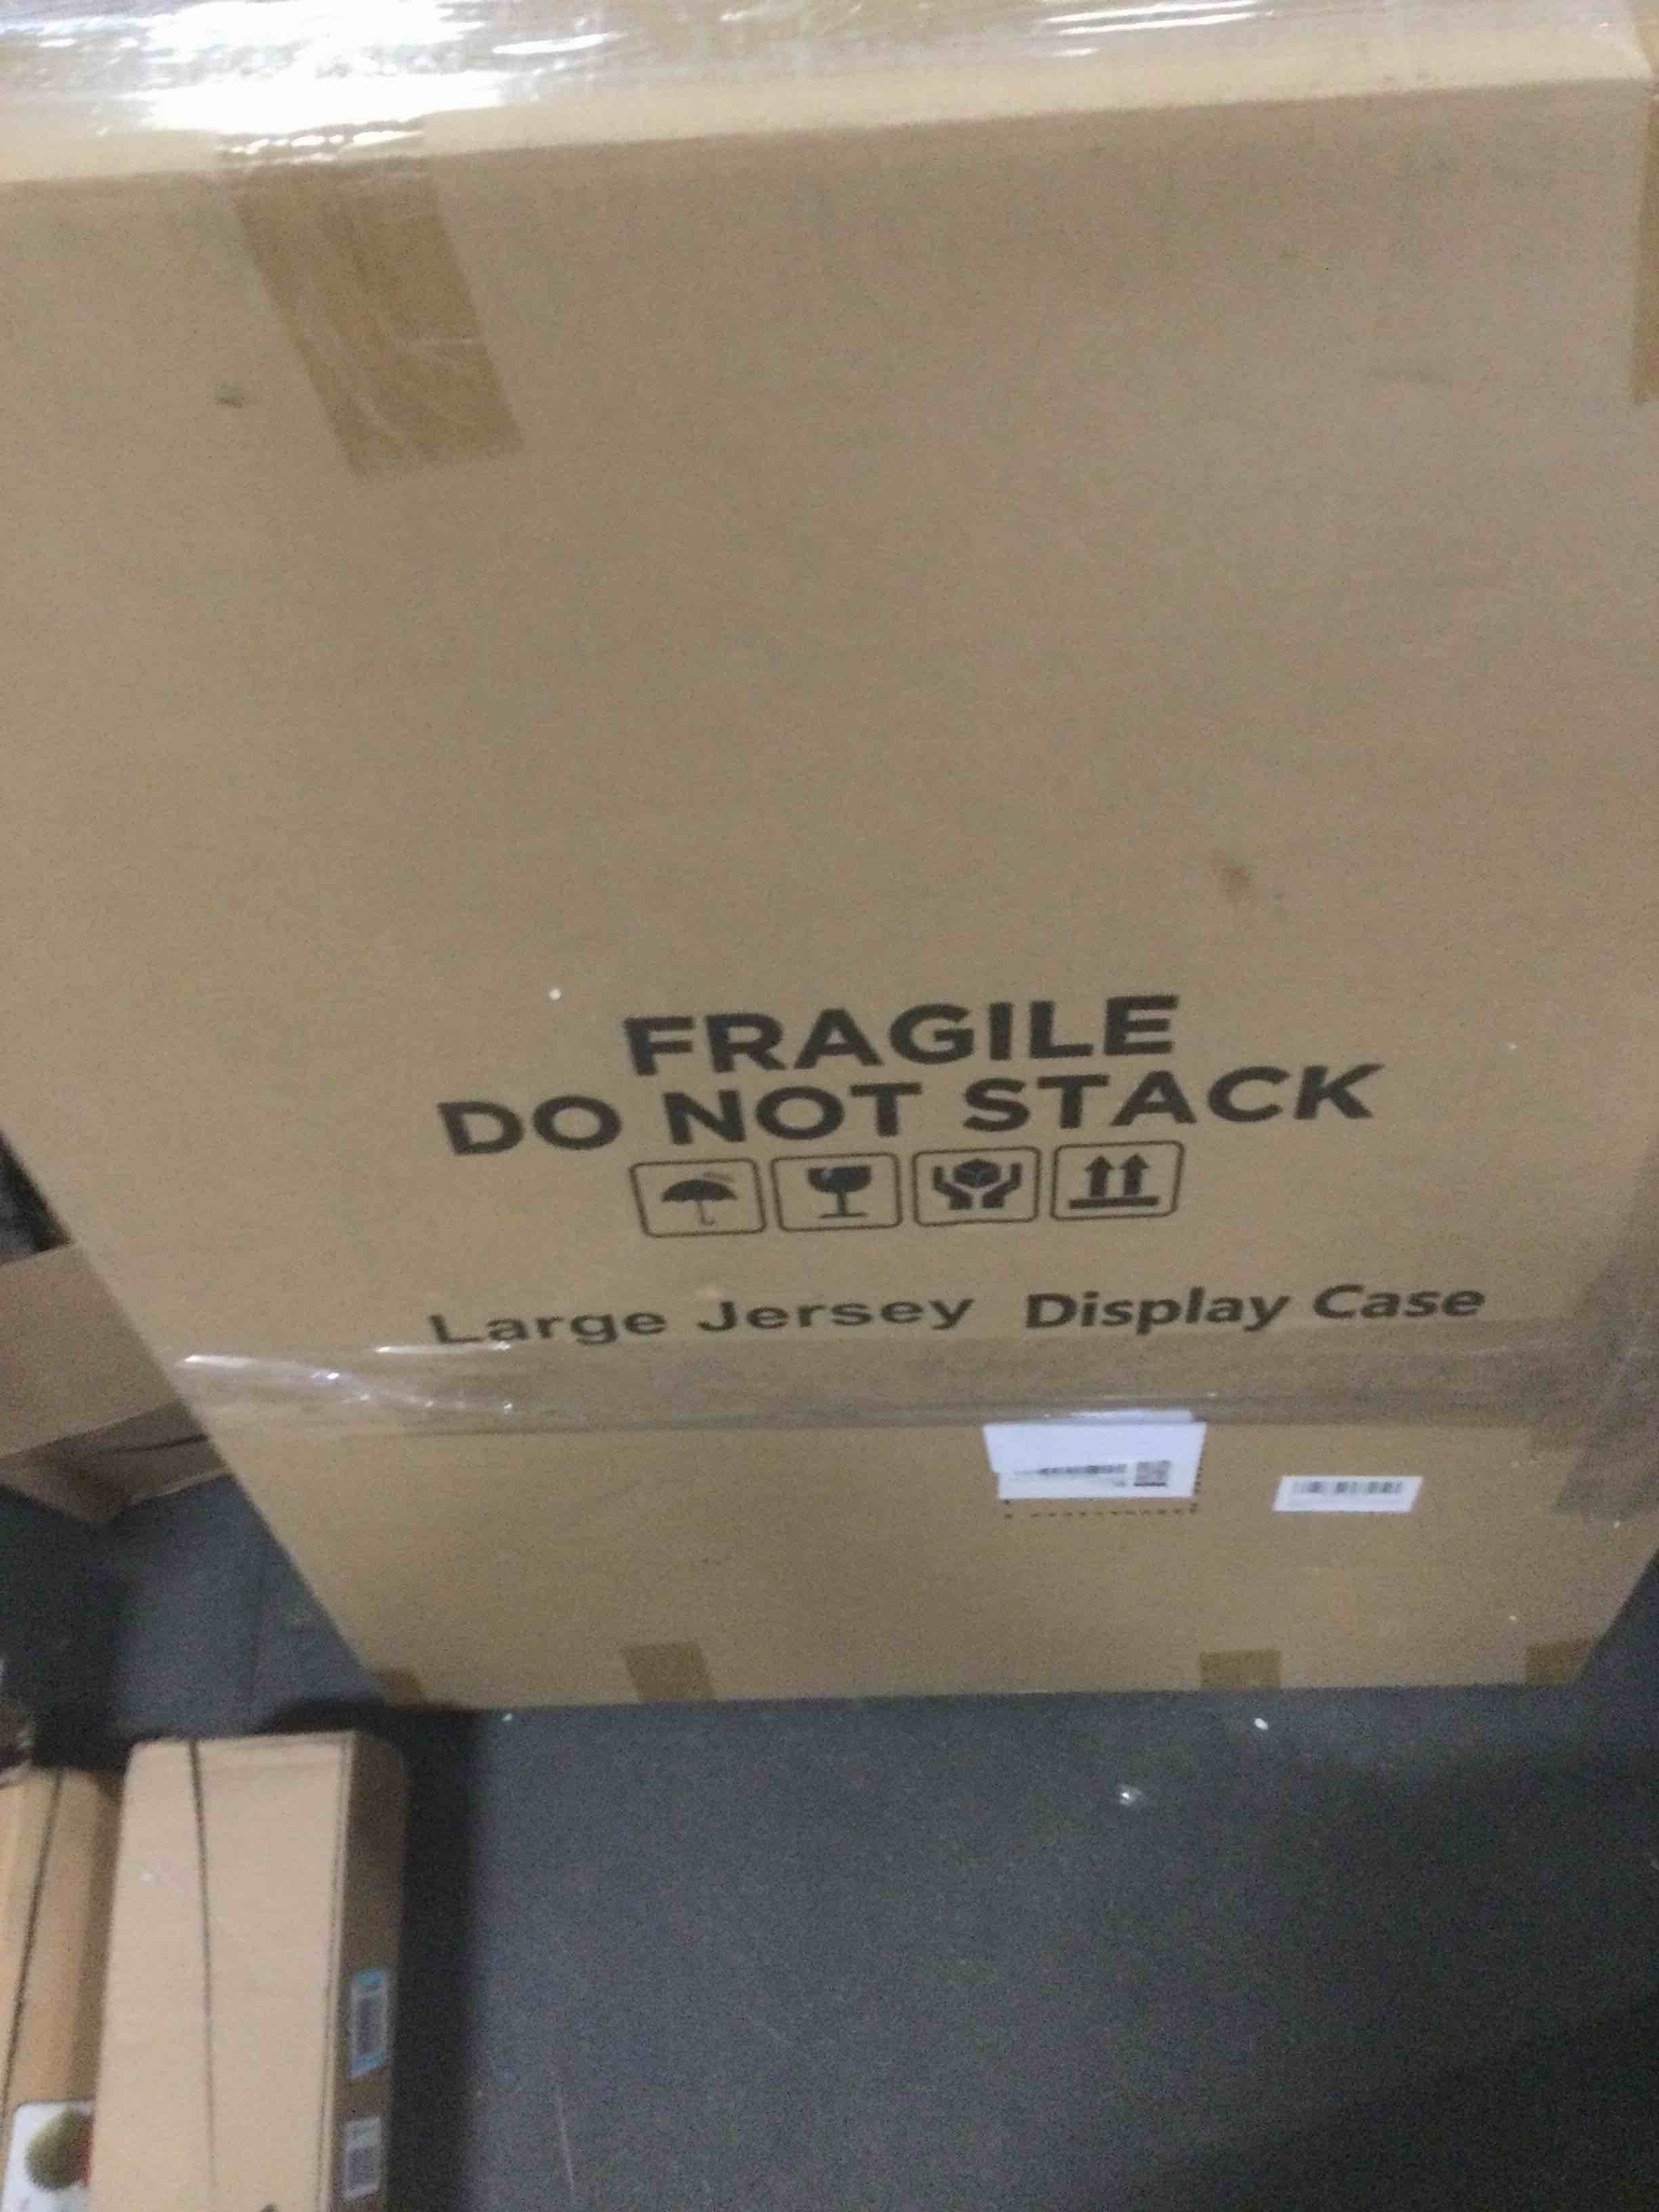 FRAGILE
DO NOT STACK
Large Jersey Display Case